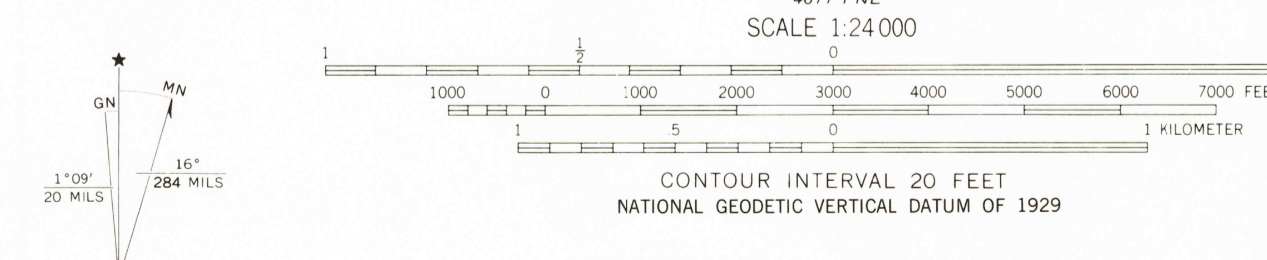 SCALE 1:24 000
1 ½ 0
1000 0 1000 2000 3000 4000 5000 6000 7000
1 .5 0 1 KILOMETER
CONTOUR INTERVAL 20 FEET
NATIONAL GEODETIC VERTICAL DATUM OF 1929
★
GN MN
1°09′ 16°
20 MILS 284 MILS